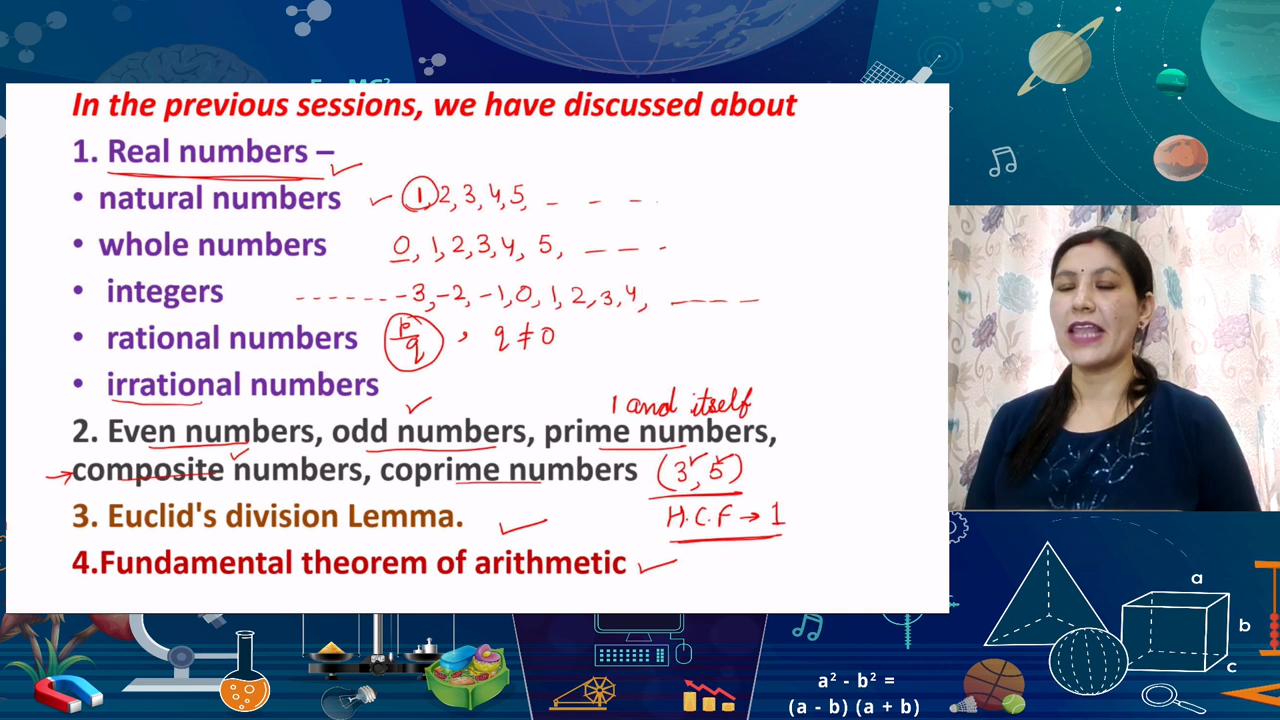 E = MC²
In the previous sessions, we have discussed about
1. Real numbers –
• natural numbers 1, 2, 3, 4, 5, - - -
• whole numbers 0, 1, 2, 3, 4, 5, - - -
• integers - - - - - - - -3, -2, -1, 0, 1, 2, 3, 4, - - -
• rational numbers p/q , q ≠ 0
• irrational numbers
1 and itself
2. Even numbers, odd numbers, prime numbers,
composite numbers, coprime numbers (3, 5)
3. Euclid's division Lemma. H.C.F → 1
4.Fundamental theorem of arithmetic
a
b
c
a² - b² =
(a - b) (a + b)